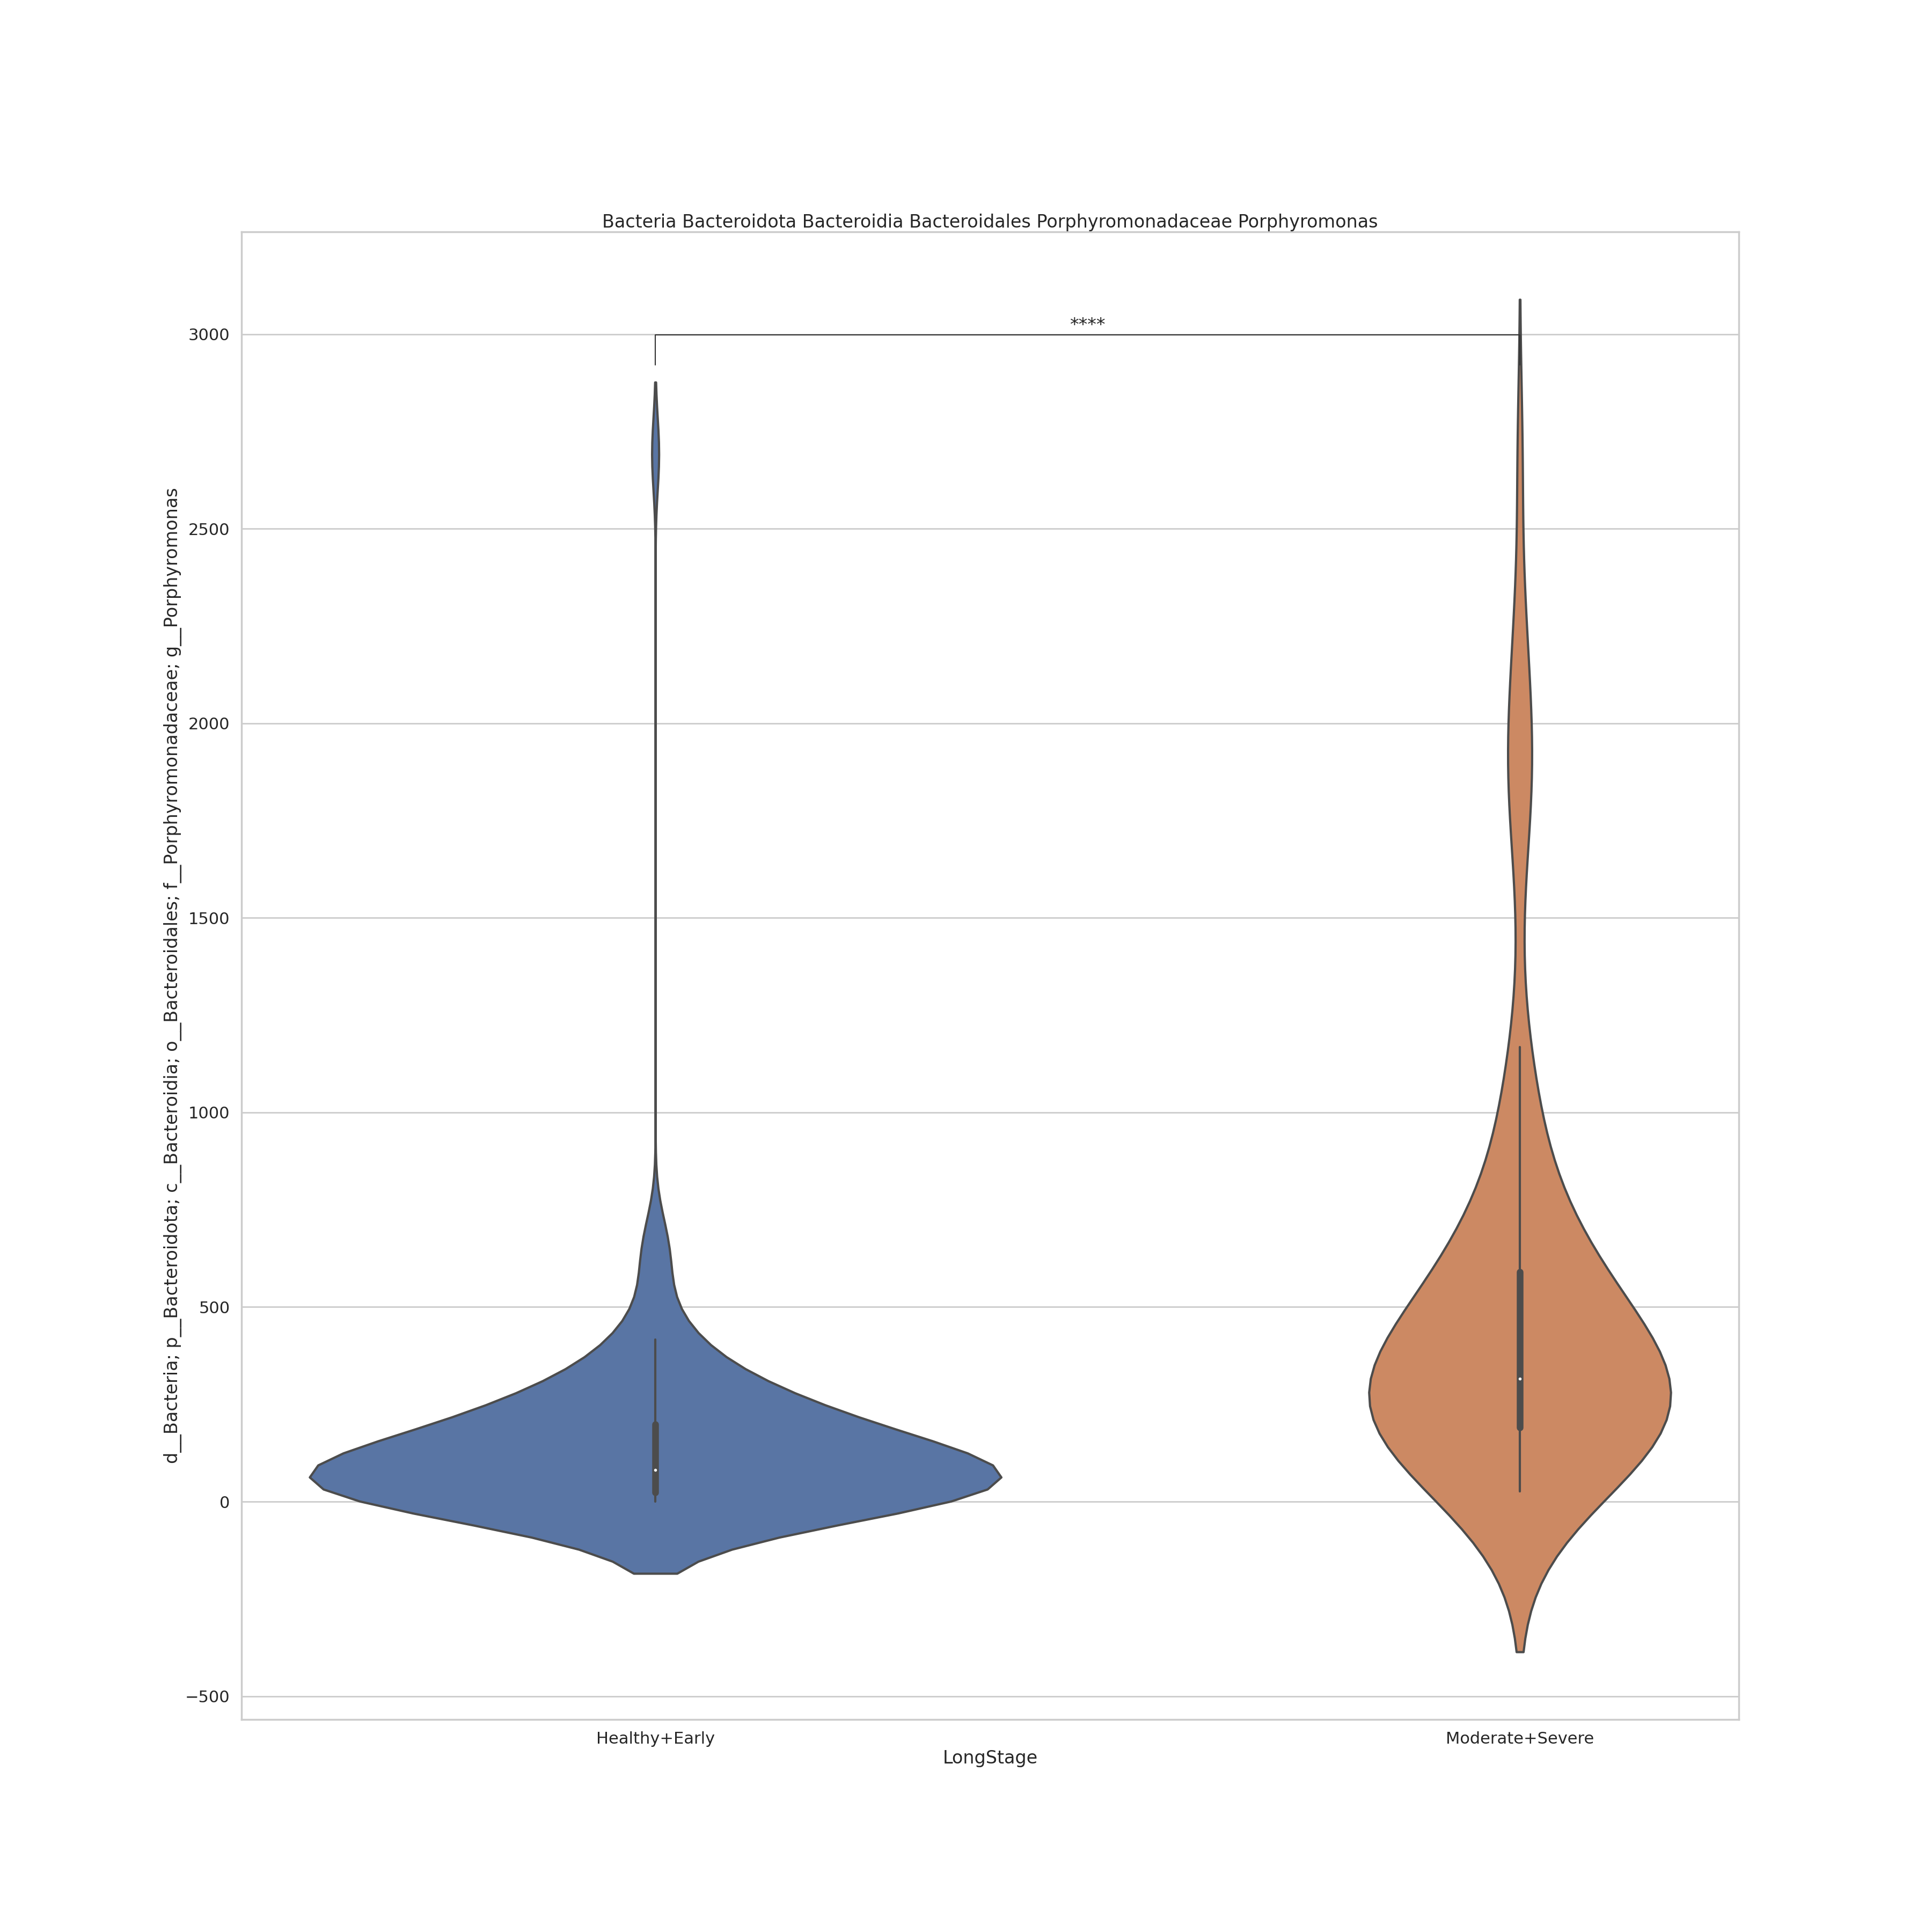 Bacteria Bacteroidota Bacteroidia Bacteroidales Porphyromonadaceae Porphyromonas
****
3000
2500
2000
1500
1000
500
0
−500
d__Bacteria; p__Bacteroidota; c__Bacteroidia; o__Bacteroidales; f__Porphyromonadaceae; g__Porphyromonas
Healthy+Early
Moderate+Severe
LongStage